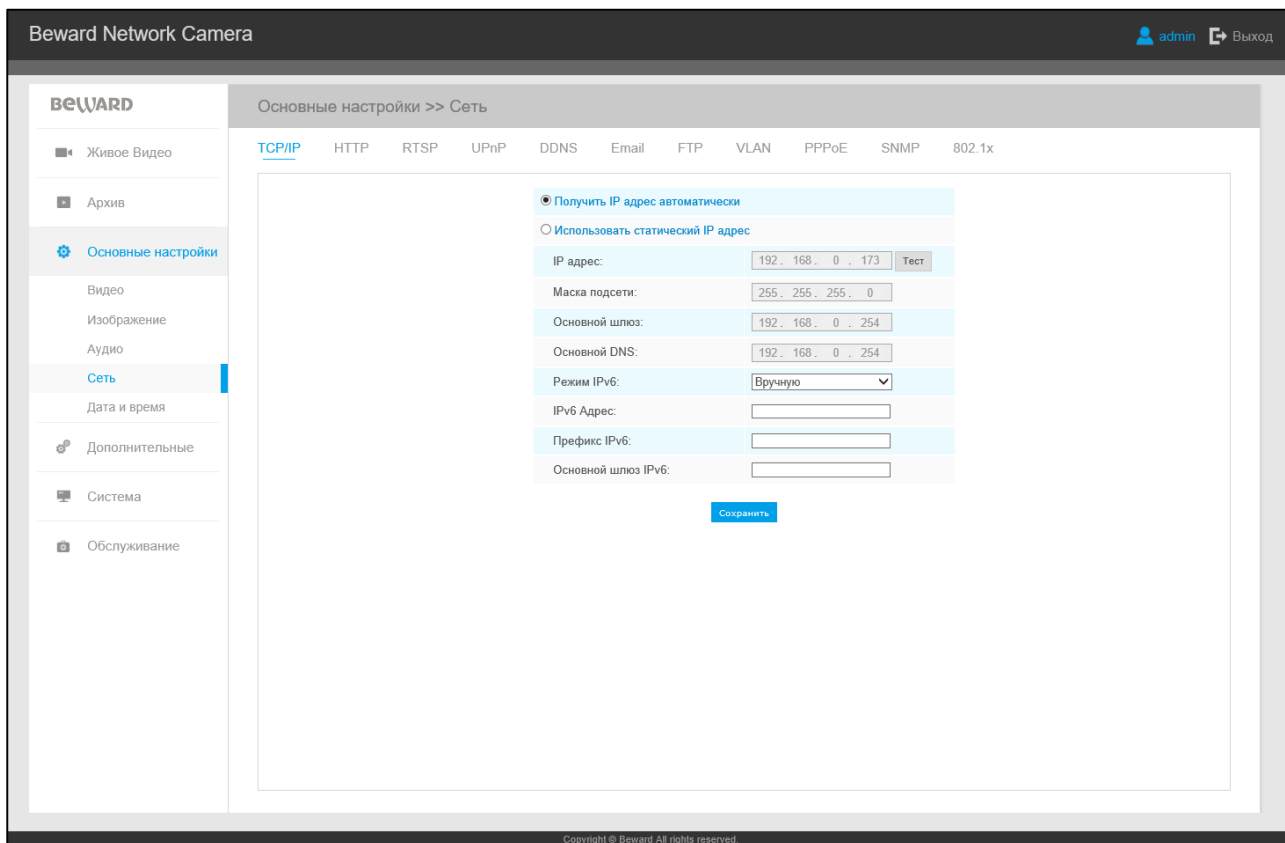 Beward Network Camera
admin Выход
BEWARD
Основные настройки >> Сеть
Живое Видео
Архив
Основные настройки
Видео
Изображение
Аудио
Сеть
Дата и время
Дополнительные
Система
Обслуживание
TCP/IP HTTP RTSP UPnP DDNS Email FTP VLAN PPPoE SNMP 802.1x
Получить IP адрес автоматически
Использовать статический IP адрес
IP адрес: 192. 168. 0 . 173 Тест
Маска подсети: 255. 255. 255. 0
Основной шлюз: 192. 168. 0 . 254
Основной DNS: 192. 168. 0 . 254
Режим IPv6: Вручную
IPv6 Адрес:
Префикс IPv6:
Основной шлюз IPv6:
Сохранить
Copyright © Beward All rights reserved.